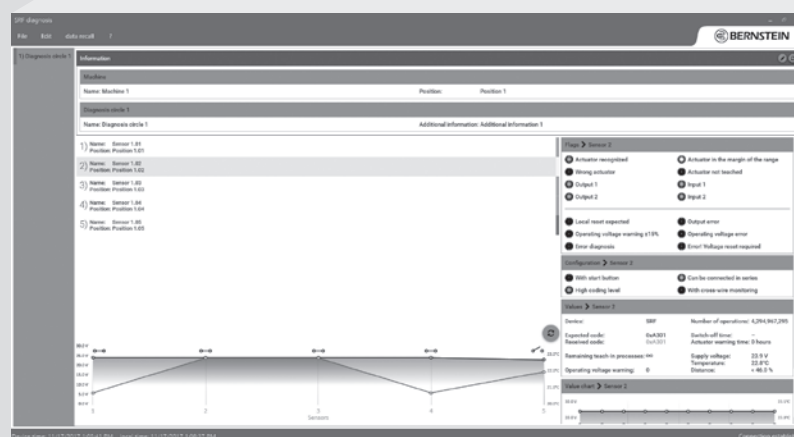 SRF diagnosis
File Edit data recall ?
BERNSTEIN
1) Diagnosis circle 1
Information
Machine
Name: Machine 1 Position: Position 1
Diagnosis circle 1
Name: Diagnosis circle 1 Additional information: Additional information 1
1) Name: Sensor 1.01
Position: Position 1.01
2) Name: Sensor 1.02
Position: Position 1.02
3) Name: Sensor 1.03
Position: Position 1.03
4) Name: Sensor 1.04
Position: Position 1.04
5) Name: Sensor 1.05
Position: Position 1.05
Flags > Sensor 2
Actuator recognized Actuator in the margin of the range
Wrong actuator Actuator not teached
Output 1 Input 1
Output 2 Input 2
Local reset expected Output error
Operating voltage warning ±10% Operating voltage error
Error diagnosis Error! Voltage reset required
Configuration > Sensor 2
With start button Can be connected in series
High coding level With cross-wire monitoring
Values > Sensor 2
Device: SRF Number of operations: 4,294,967,295
Expected code: 0xA301 Switch-off time: --
Received code: 0xA301 Actuator warning time: 0 hours
Remaining teach in processes: ∞ Supply voltage: 23.9 V
Temperature: 22.0°C
Operating voltage warning: 0 Distance: < 40.0 %
Value chart > Sensor 2
1 2 3 4 5
Sensors